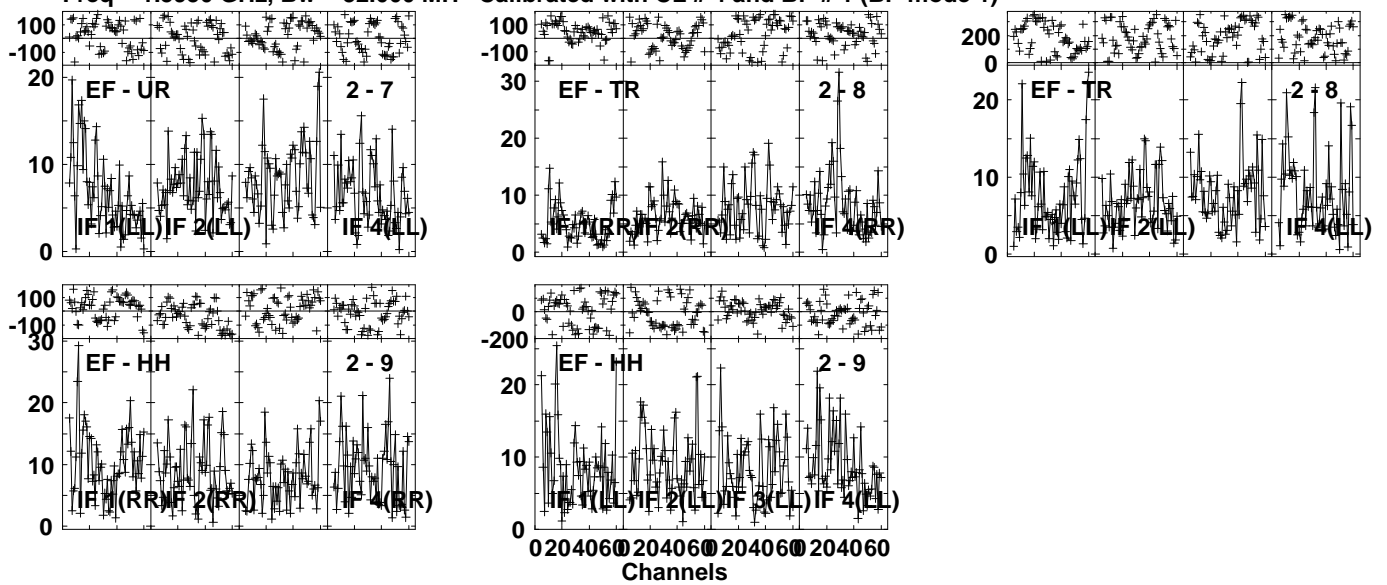 Freq GHz, Bw = 32.000 MH Calibrated with CL # and BP # 1 (BP mode
100
-100
20
10
0
EF - UR 2 - 7
IF 1(LL) IF 2(LL) IF 4(LL)
100
-100
30
20
10
0
EF - TR 2 - 8
IF 1(RR) IF 2(RR) IF 4(RR)
200
0
20
10
0
EF - TR 2 - 8
IF 1(LL) IF 2(LL) IF 4(LL)
100
-100
30
20
10
0
EF - HH 2 - 9
IF 1(RR) IF 2(RR) IF 4(RR)
0
-200
20
10
0
EF - HH 2 - 9
IF 1(LL) IF 2(LL) IF 3(LL) IF 4(LL)
0 20 40 60 0 20 40 60 0 20 40 60 0 20 40 60
Channels